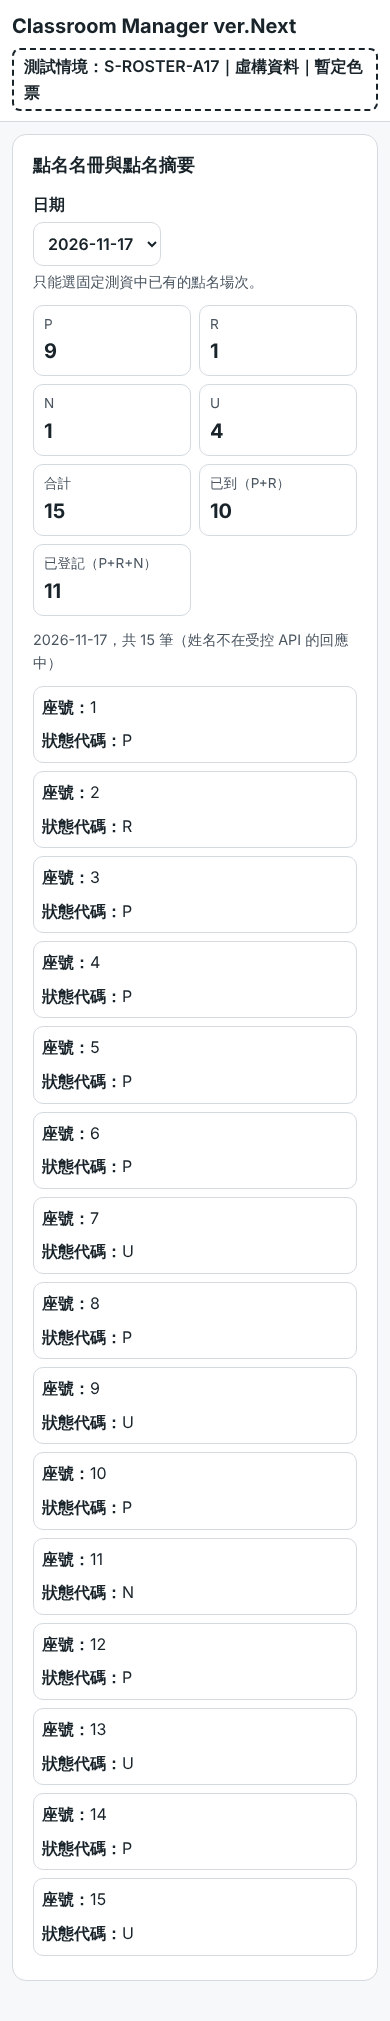 Classroom Manager ver.Next
測試情境：S-ROSTER-A17｜虛構資料｜暫定色
票
點名名冊與點名摘要
日期
2026-11-17
只能選固定測資中已有的點名場次。
P
9
R
1
N
1
U
4
合計
15
已到（P+R）
10
已登記（P+R+N）
11
2026-11-17，共 15 筆（姓名不在受控 API 的回應
中）
座號：1
狀態代碼：P
座號：2
狀態代碼：R
座號：3
狀態代碼：P
座號：4
狀態代碼：P
座號：5
狀態代碼：P
座號：6
狀態代碼：P
座號：7
狀態代碼：U
座號：8
狀態代碼：P
座號：9
狀態代碼：U
座號：10
狀態代碼：P
座號：11
狀態代碼：N
座號：12
狀態代碼：P
座號：13
狀態代碼：U
座號：14
狀態代碼：P
座號：15
狀態代碼：U